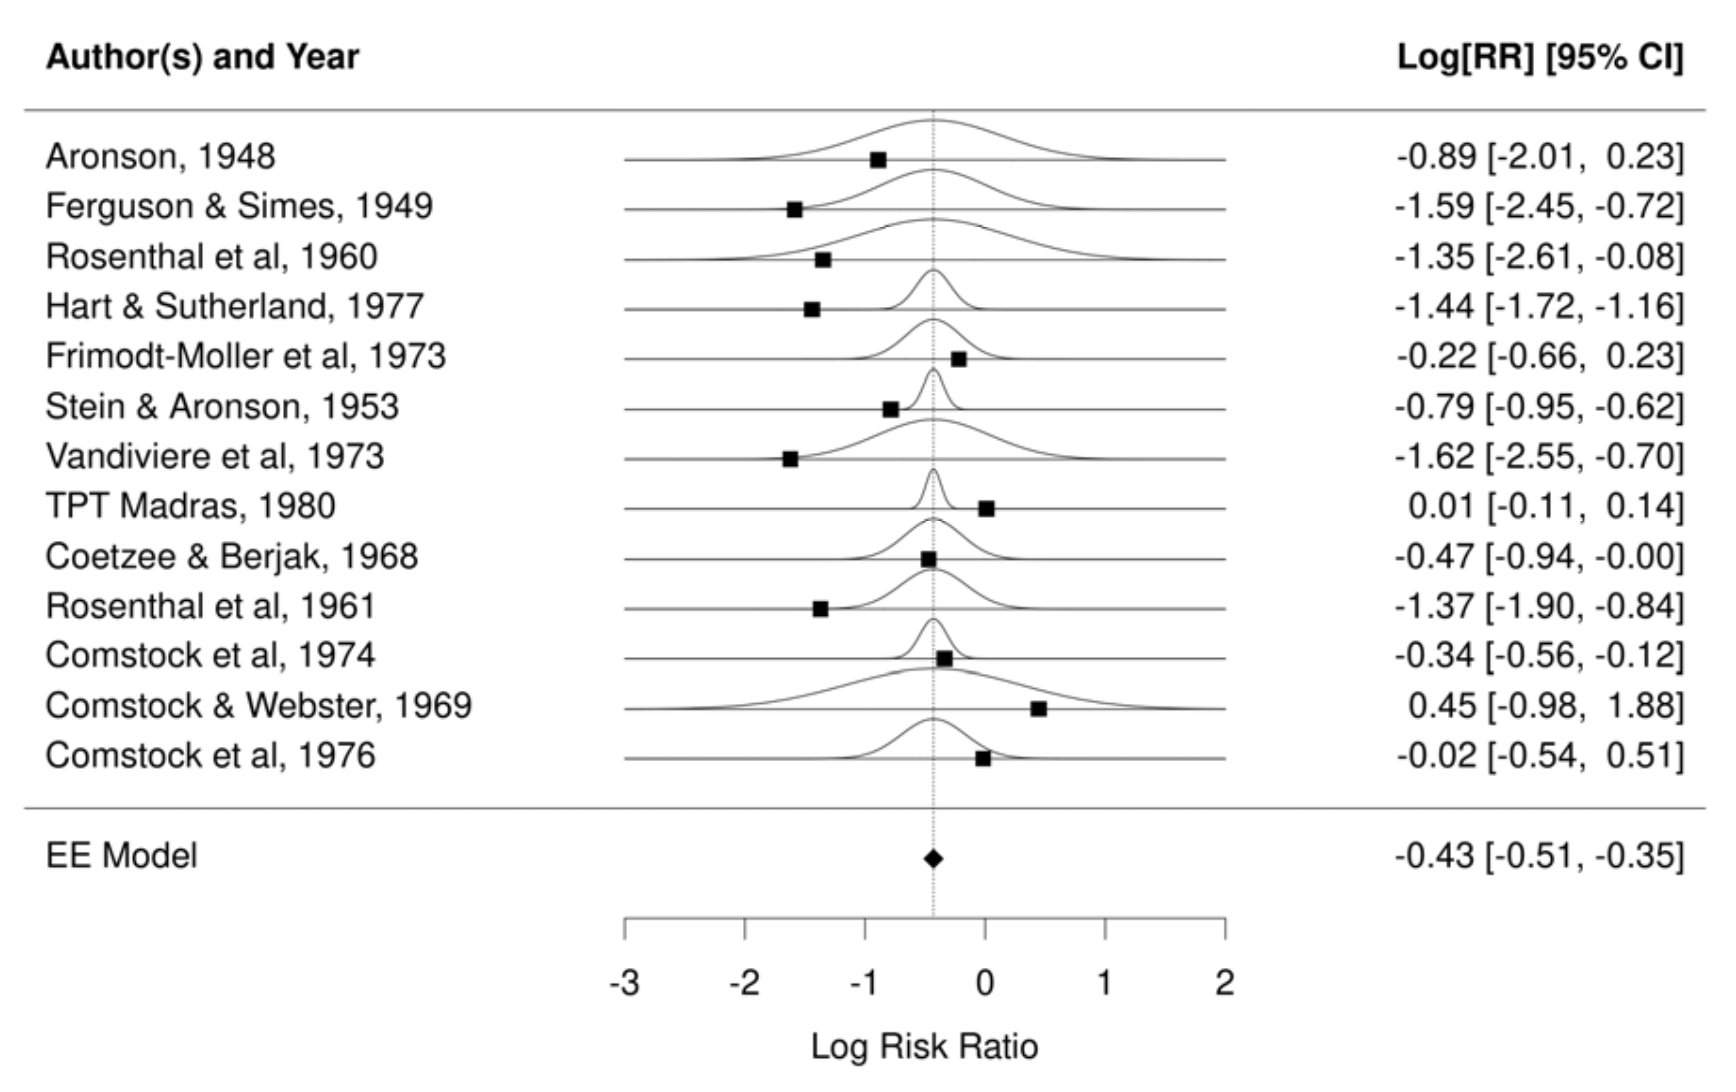 Author(s) and Year Log[RR] [95% CI]
Aronson, 1948 -0.89 [-2.01, 0.23]
Ferguson & Simes, 1949 -1.59 [-2.45, -0.72]
Rosenthal et al, 1960 -1.35 [-2.61, -0.08]
Hart & Sutherland, 1977 -1.44 [-1.72, -1.16]
Frimodt-Moller et al, 1973 -0.22 [-0.66, 0.23]
Stein & Aronson, 1953 -0.79 [-0.95, -0.62]
Vandiviere et al, 1973 -1.62 [-2.55, -0.70]
TPT Madras, 1980 0.01 [-0.11, 0.14]
Coetzee & Berjak, 1968 -0.47 [-0.94, -0.00]
Rosenthal et al, 1961 -1.37 [-1.90, -0.84]
Comstock et al, 1974 -0.34 [-0.56, -0.12]
Comstock & Webster, 1969 0.45 [-0.98, 1.88]
Comstock et al, 1976 -0.02 [-0.54, 0.51]
EE Model -0.43 [-0.51, -0.35]
-3 -2 -1 0 1 2
Log Risk Ratio